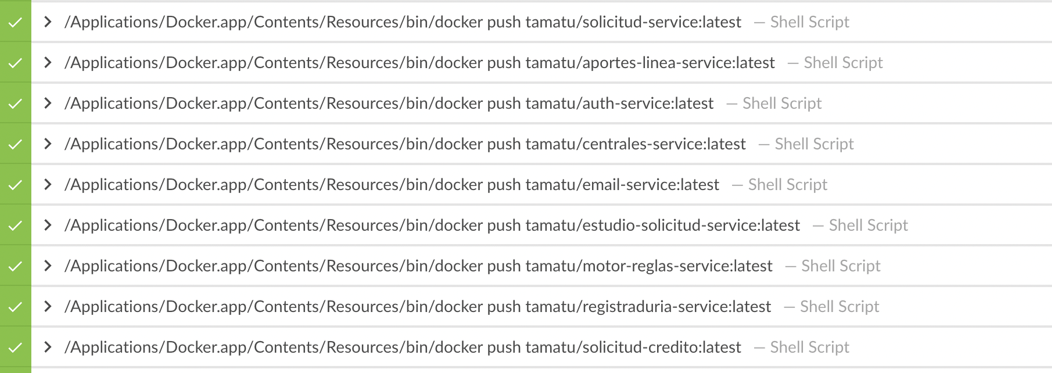 /Applications/Docker.app/Contents/Resources/bin/docker push tamatu/solicitud-service:latest — Shell Script
/Applications/Docker.app/Contents/Resources/bin/docker push tamatu/aportes-linea-service:latest — Shell Script
/Applications/Docker.app/Contents/Resources/bin/docker push tamatu/auth-service:latest — Shell Script
/Applications/Docker.app/Contents/Resources/bin/docker push tamatu/centrales-service:latest — Shell Script
/Applications/Docker.app/Contents/Resources/bin/docker push tamatu/email-service:latest — Shell Script
/Applications/Docker.app/Contents/Resources/bin/docker push tamatu/estudio-solicitud-service:latest — Shell Script
/Applications/Docker.app/Contents/Resources/bin/docker push tamatu/motor-reglas-service:latest — Shell Script
/Applications/Docker.app/Contents/Resources/bin/docker push tamatu/registraduria-service:latest — Shell Script
/Applications/Docker.app/Contents/Resources/bin/docker push tamatu/solicitud-credito:latest — Shell Script